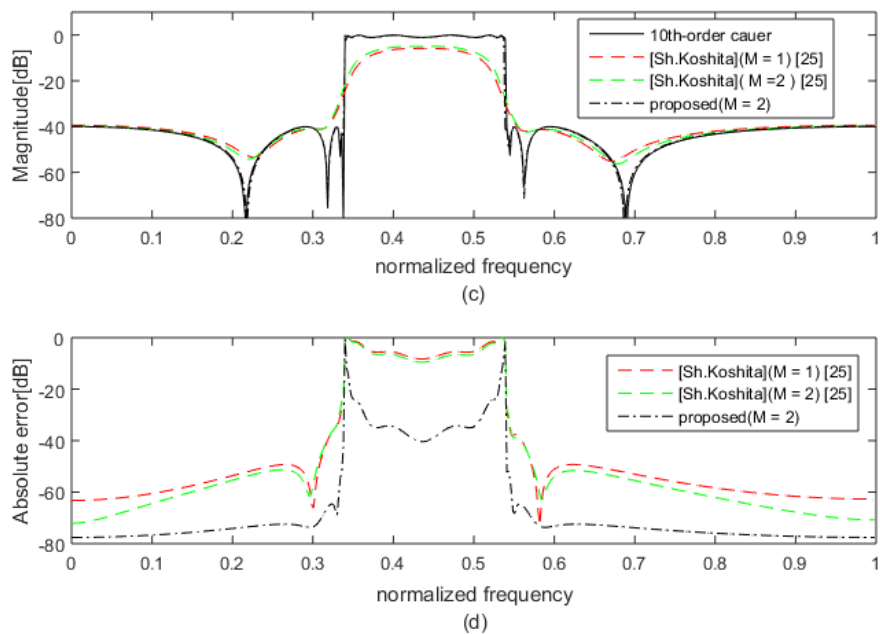 0
-20
-40
-60
-80
Magnitude[dB]
10th-order cauer
[Sh.Koshita](M = 1) [25]
[Sh.Koshita]( M =2 ) [25]
proposed(M = 2)
0 0.1 0.2 0.3 0.4 0.5 0.6 0.7 0.8 0.9 1
normalized frequency
(c)
0
-20
-40
-60
-80
Absolute error[dB]
[Sh.Koshita](M = 1) [25]
[Sh.Koshita](M = 2) [25]
proposed(M = 2)
0 0.1 0.2 0.3 0.4 0.5 0.6 0.7 0.8 0.9 1
normalized frequency
(d)